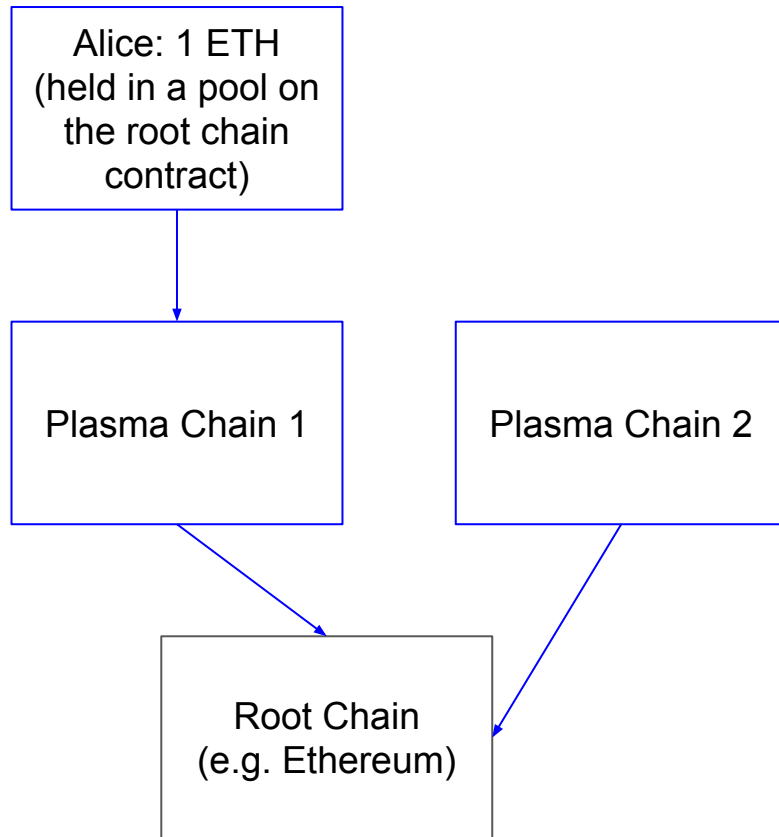 Alice: 1 ETH
(held in a pool on
the root chain
contract)
Plasma Chain 1
Plasma Chain 2
Root Chain
(e.g. Ethereum)